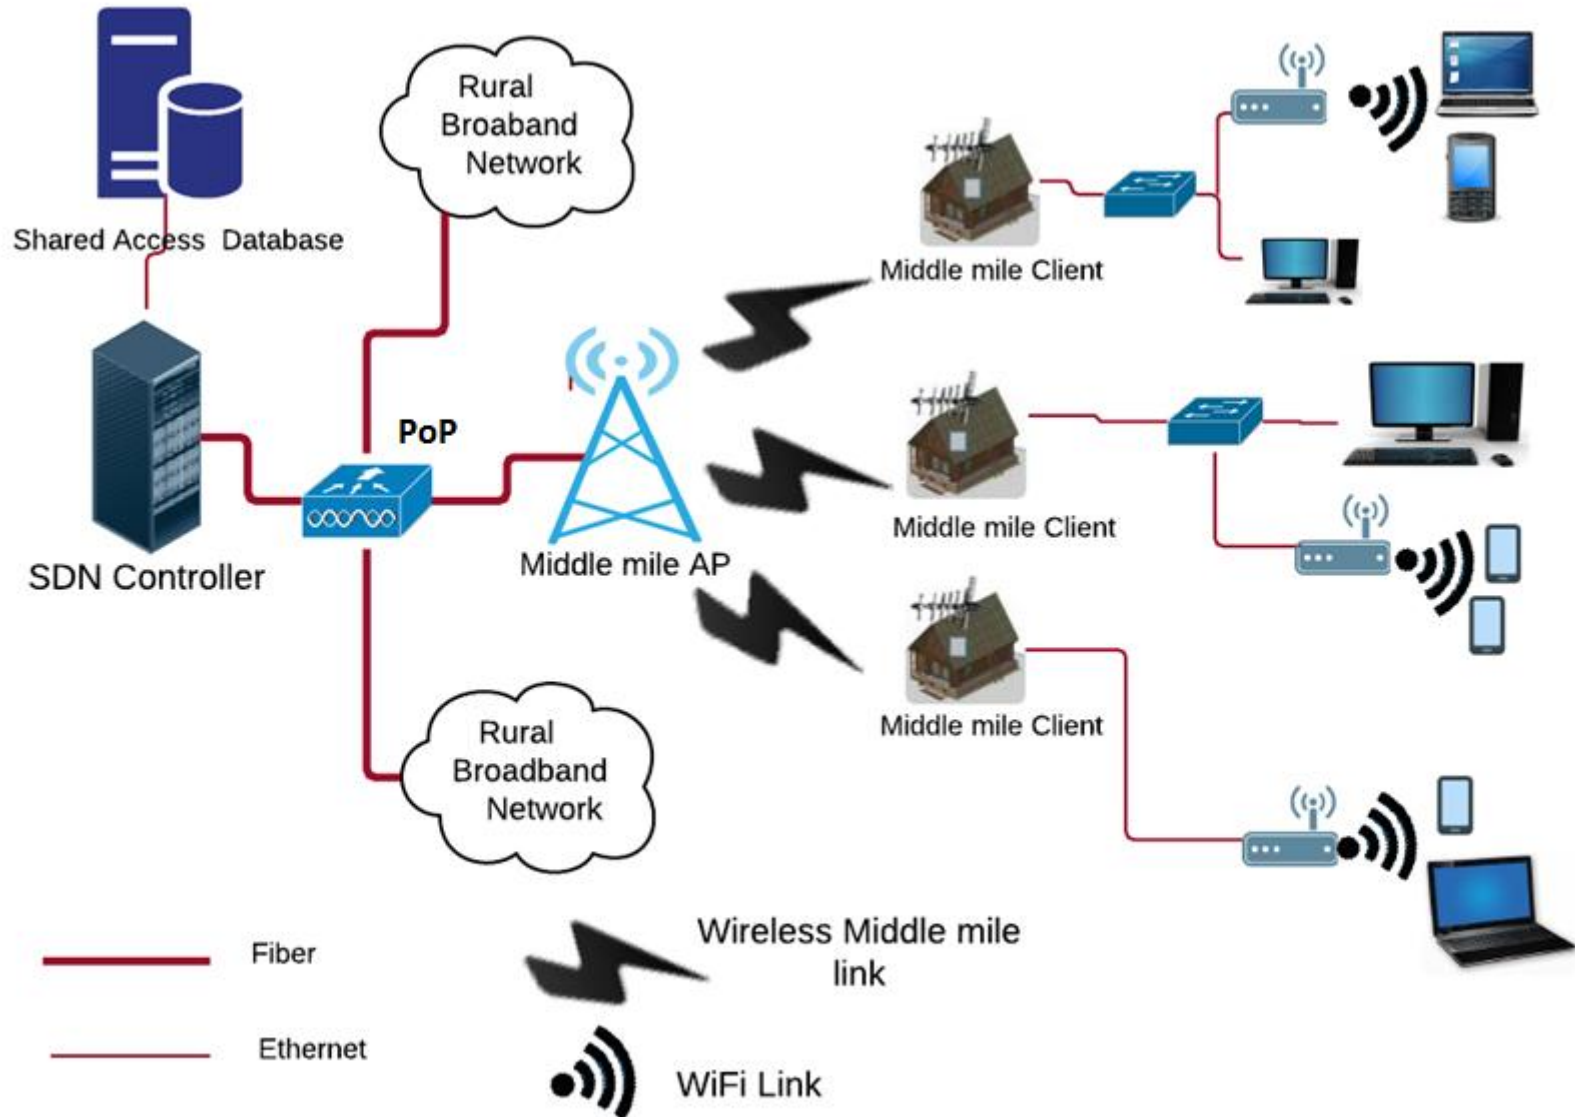 Rural
Broaband
Network
Shared Access Database
Middle mile Client
PoP
SDN Controller
Middle mile AP
Middle mile Client
Middle mile Client
Rural
Broadband
Network
Fiber
Wireless Middle mile
link
Ethernet
WiFi Link